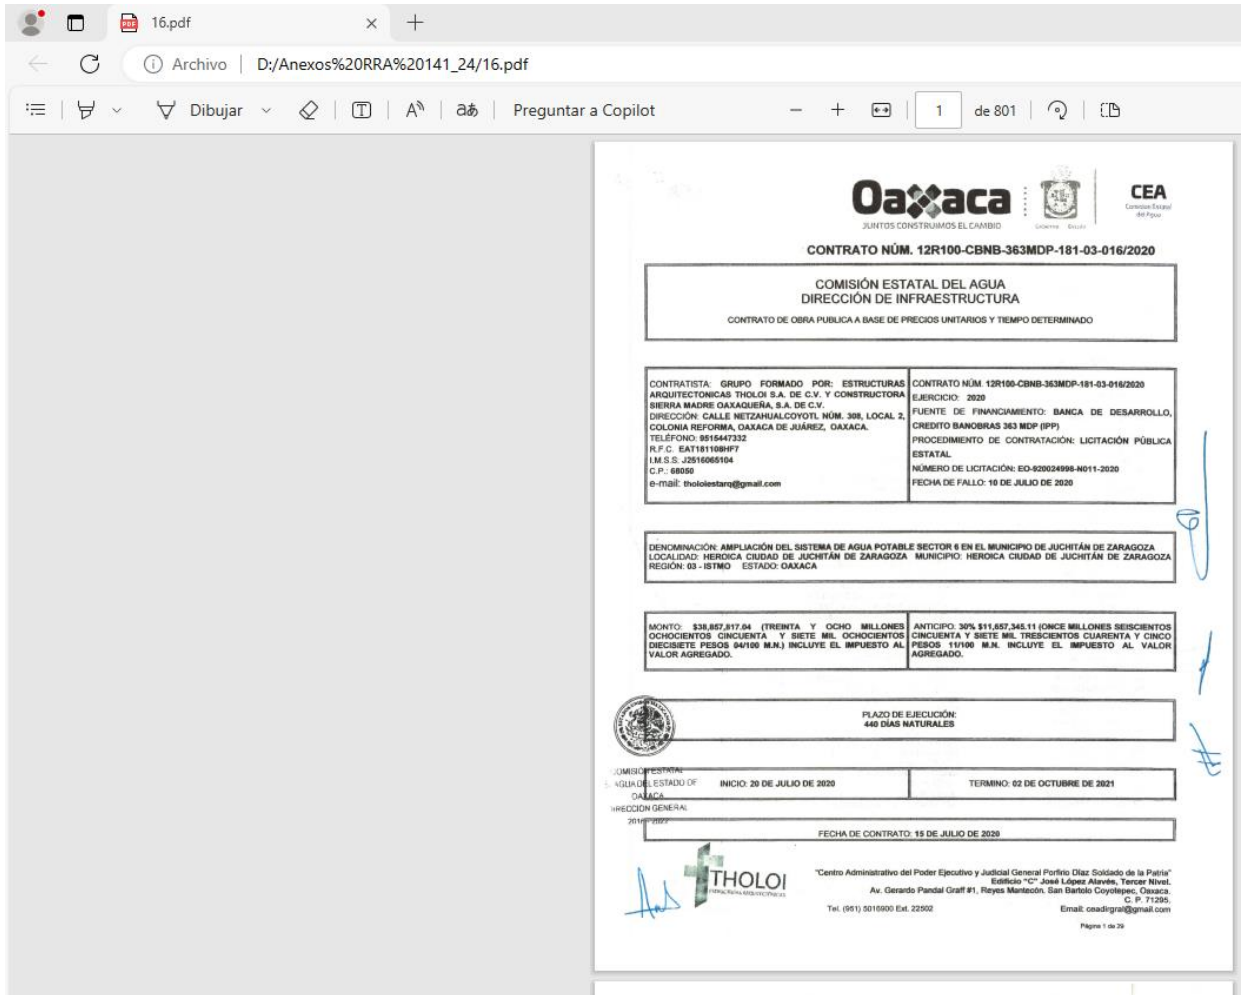 16.pdf
Archivo D:/Anexos%20RRA%20141_24/16.pdf
Dibujar Preguntar a Copilot 1 de 801
Oaxaca
JUNTOS CONSTRUIMOS EL CAMBIO
CEA
Comisión Estatal
del Agua
CONTRATO NÚM. 12R100-CBNB-363MDP-181-03-016/2020
COMISIÓN ESTATAL DEL AGUA
DIRECCIÓN DE INFRAESTRUCTURA
CONTRATO DE OBRA PUBLICA A BASE DE PRECIOS UNITARIOS Y TIEMPO DETERMINADO
CONTRATISTA: GRUPO FORMADO POR: ESTRUCTURAS
ARQUITECTONICAS THOLOI S.A. DE C.V. Y CONSTRUCTORA
SIERRA MADRE OAXAQUEÑA, S.A. DE C.V.
DIRECCIÓN: CALLE NETZAHUALCOYOTL NÚM. 308, LOCAL 2,
COLONIA REFORMA, OAXACA DE JUÁREZ, OAXACA.
TELÉFONO: 9515447332
R.F.C. EAT181108HF7
I.M.S.S. J2516065104
C.P.: 68050
e-mail: tholoiestarq@gmail.com
CONTRATO NÚM. 12R100-CBNB-363MDP-181-03-016/2020
EJERCICIO: 2020
FUENTE DE FINANCIAMIENTO: BANCA DE DESARROLLO,
CREDITO BANOBRAS 363 MDP (IPP)
PROCEDIMIENTO DE CONTRATACIÓN: LICITACIÓN PÚBLICA
ESTATAL
NÚMERO DE LICITACIÓN: EO-920024998-N011-2020
FECHA DE FALLO: 10 DE JULIO DE 2020
DENOMINACIÓN: AMPLIACIÓN DEL SISTEMA DE AGUA POTABLE SECTOR 6 EN EL MUNICIPIO DE JUCHITÁN DE ZARAGOZA
LOCALIDAD: HEROICA CIUDAD DE JUCHITÁN DE ZARAGOZA MUNICIPIO: HEROICA CIUDAD DE JUCHITÁN DE ZARAGOZA
REGIÓN: 03 - ISTMO ESTADO: OAXACA
MONTO: $38,857,817.04 (TREINTA Y OCHO MILLONES
OCHOCIENTOS CINCUENTA Y SIETE MIL OCHOCIENTOS
DIECISIETE PESOS 04/100 M.N.) INCLUYE EL IMPUESTO AL
VALOR AGREGADO.
ANTICIPO: 30% $11,657,345.11 (ONCE MILLONES SEISCIENTOS
CINCUENTA Y SIETE MIL TRESCIENTOS CUARENTA Y CINCO
PESOS 11/100 M.N. INCLUYE EL IMPUESTO AL VALOR
AGREGADO.
PLAZO DE EJECUCIÓN:
440 DÍAS NATURALES
INICIO: 20 DE JULIO DE 2020
TERMINO: 02 DE OCTUBRE DE 2021
COMISIÓN ESTATAL
AGUA DEL ESTADO DE
OAXACA
DIRECCIÓN GENERAL
FECHA DE CONTRATO: 15 DE JULIO DE 2020
THOLOI
"Centro Administrativo del Poder Ejecutivo y Judicial General Porfirio Díaz Soldado de la Patria"
Edificio "C" José López Alavés, Tercer Nivel.
Av. Gerardo Pandal Graff #1, Reyes Mantecón. San Bartolo Coyotepec, Oaxaca.
C. P. 71295.
Tel. (951) 5016900 Ext. 22502 Email: ceadirgral@gmail.com
Página 1 de 29